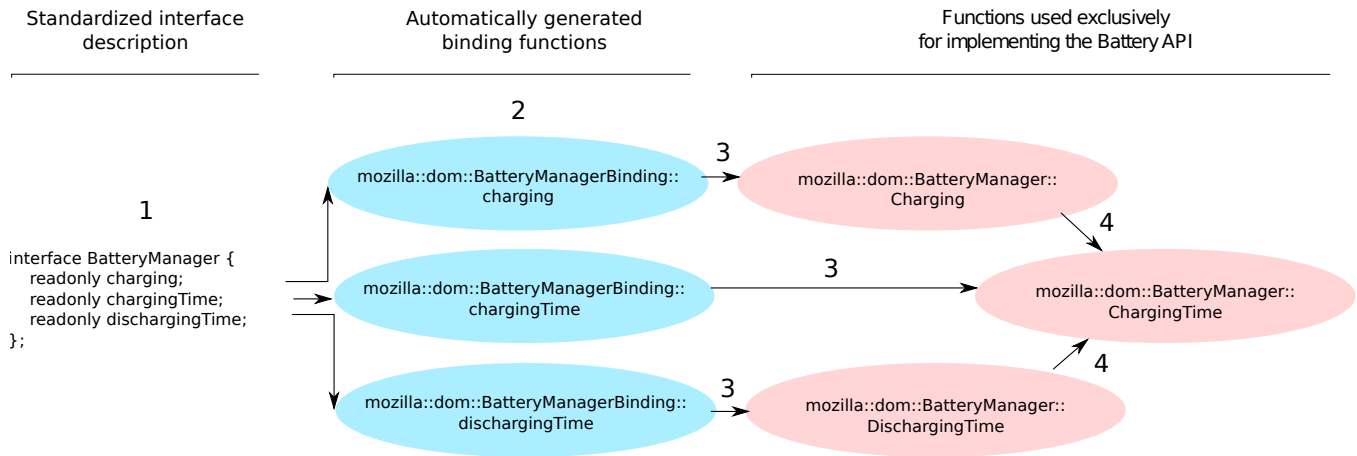 Standardized interface
description
Automatically generated
binding functions
Functions used exclusively
for implementing the Battery API
1
interface BatteryManager {
readonly charging;
readonly chargingTime;
readonly dischargingTime;
};
2
mozilla::dom::BatteryManagerBinding::
charging
3
mozilla::dom::BatteryManager::
Charging
4
mozilla::dom::BatteryManagerBinding::
chargingTime
3
mozilla::dom::BatteryManager::
ChargingTime
mozilla::dom::BatteryManagerBinding::
dischargingTime
3
mozilla::dom::BatteryManager::
DischargingTime
4